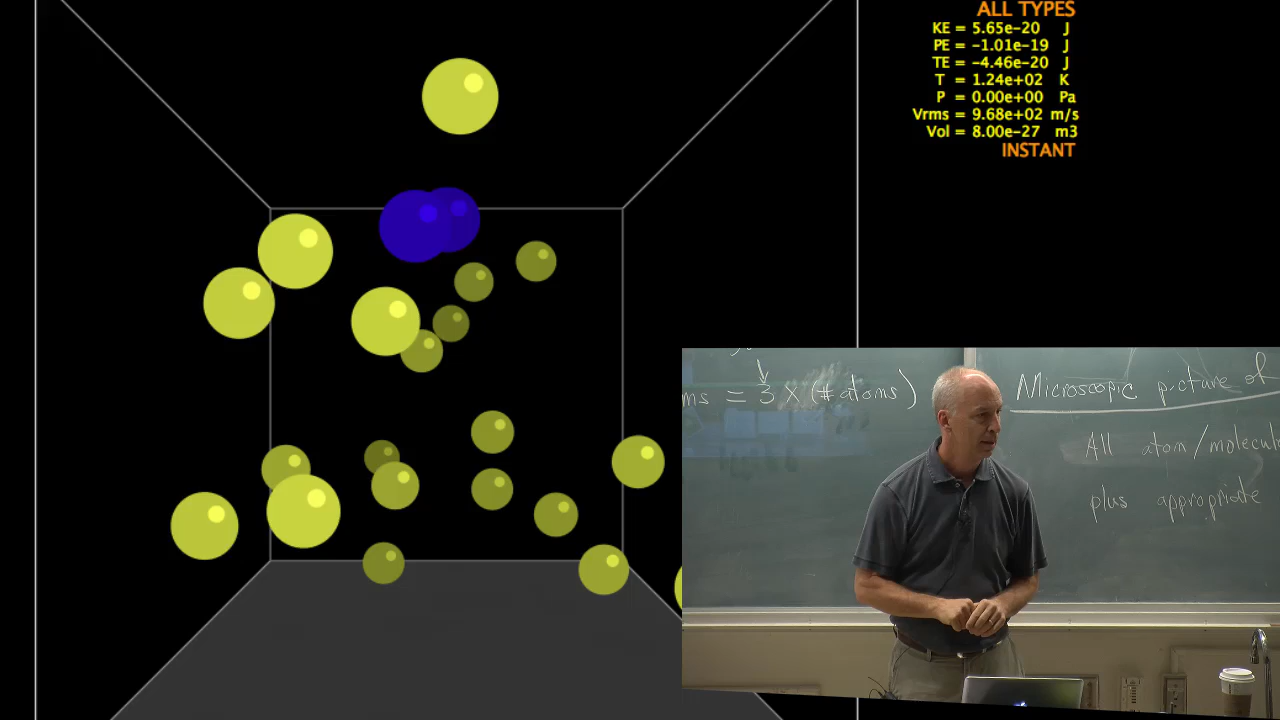 ALL TYPES
KE = 5.65e-20 J
PE = -1.01e-19 J
TE = -4.46e-20 J
T = 1.24e+02 K
P = 0.00e+00 Pa
Vrms = 9.68e+02 m/s
Vol = 8.00e-27 m3
INSTANT
ms = 3 x (# atoms)
Microscopic picture of
All atom/molecul
plus appropriate